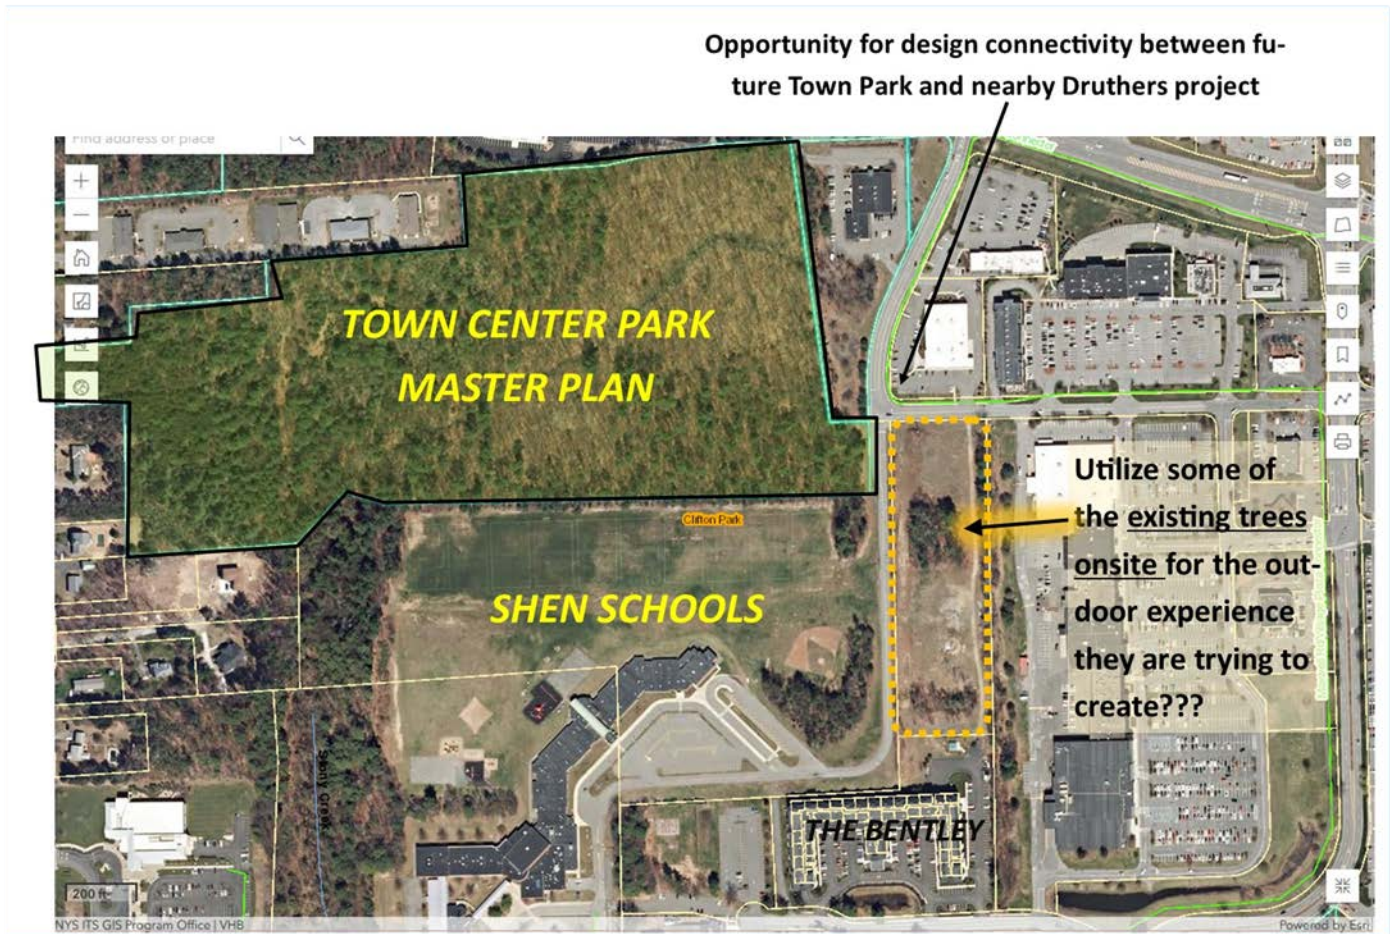 Opportunity for design connectivity between fu-
ture Town Park and nearby Druthers project
Find address or place
TOWN CENTER PARK
MASTER PLAN
Clifton Park
SHEN SCHOOLS
Utilize some of
the existing trees
onsite for the out-
door experience
they are trying to
create???
THE BENTLEY
200 ft
NYS ITS GIS Program Office | VHB
Powered by Esri